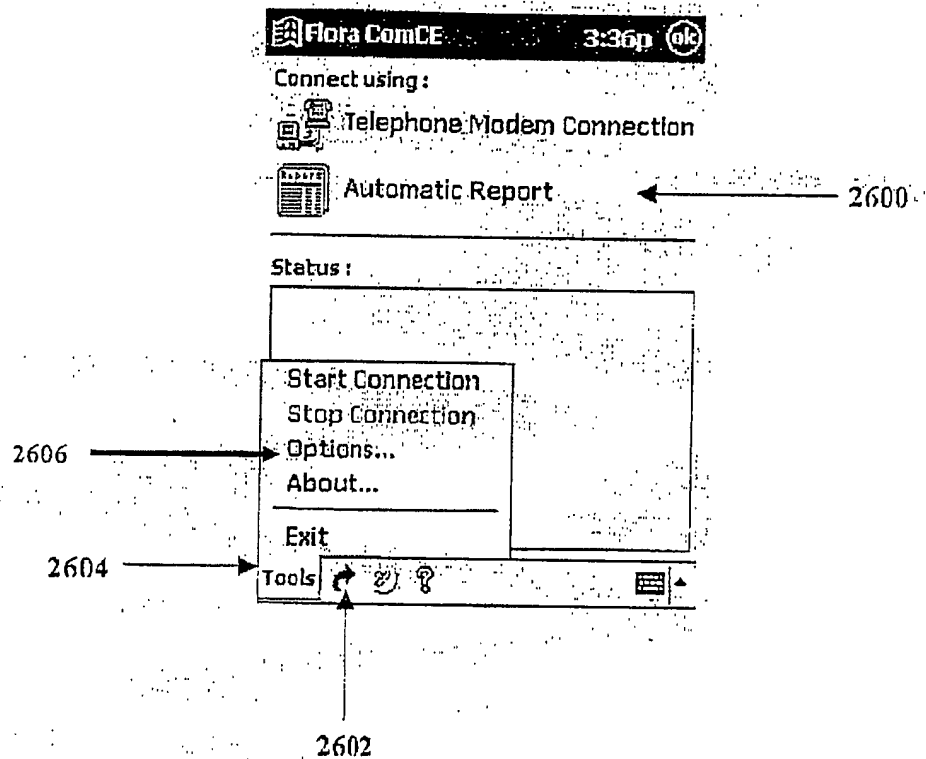 Flora ComCE 3:36p ok
Connect using:
Telephone Modem Connection
Automatic Report
2600
Status:
Start Connection
Stop Connection
2606
Options...
About...
Exit
2604
Tools
2602